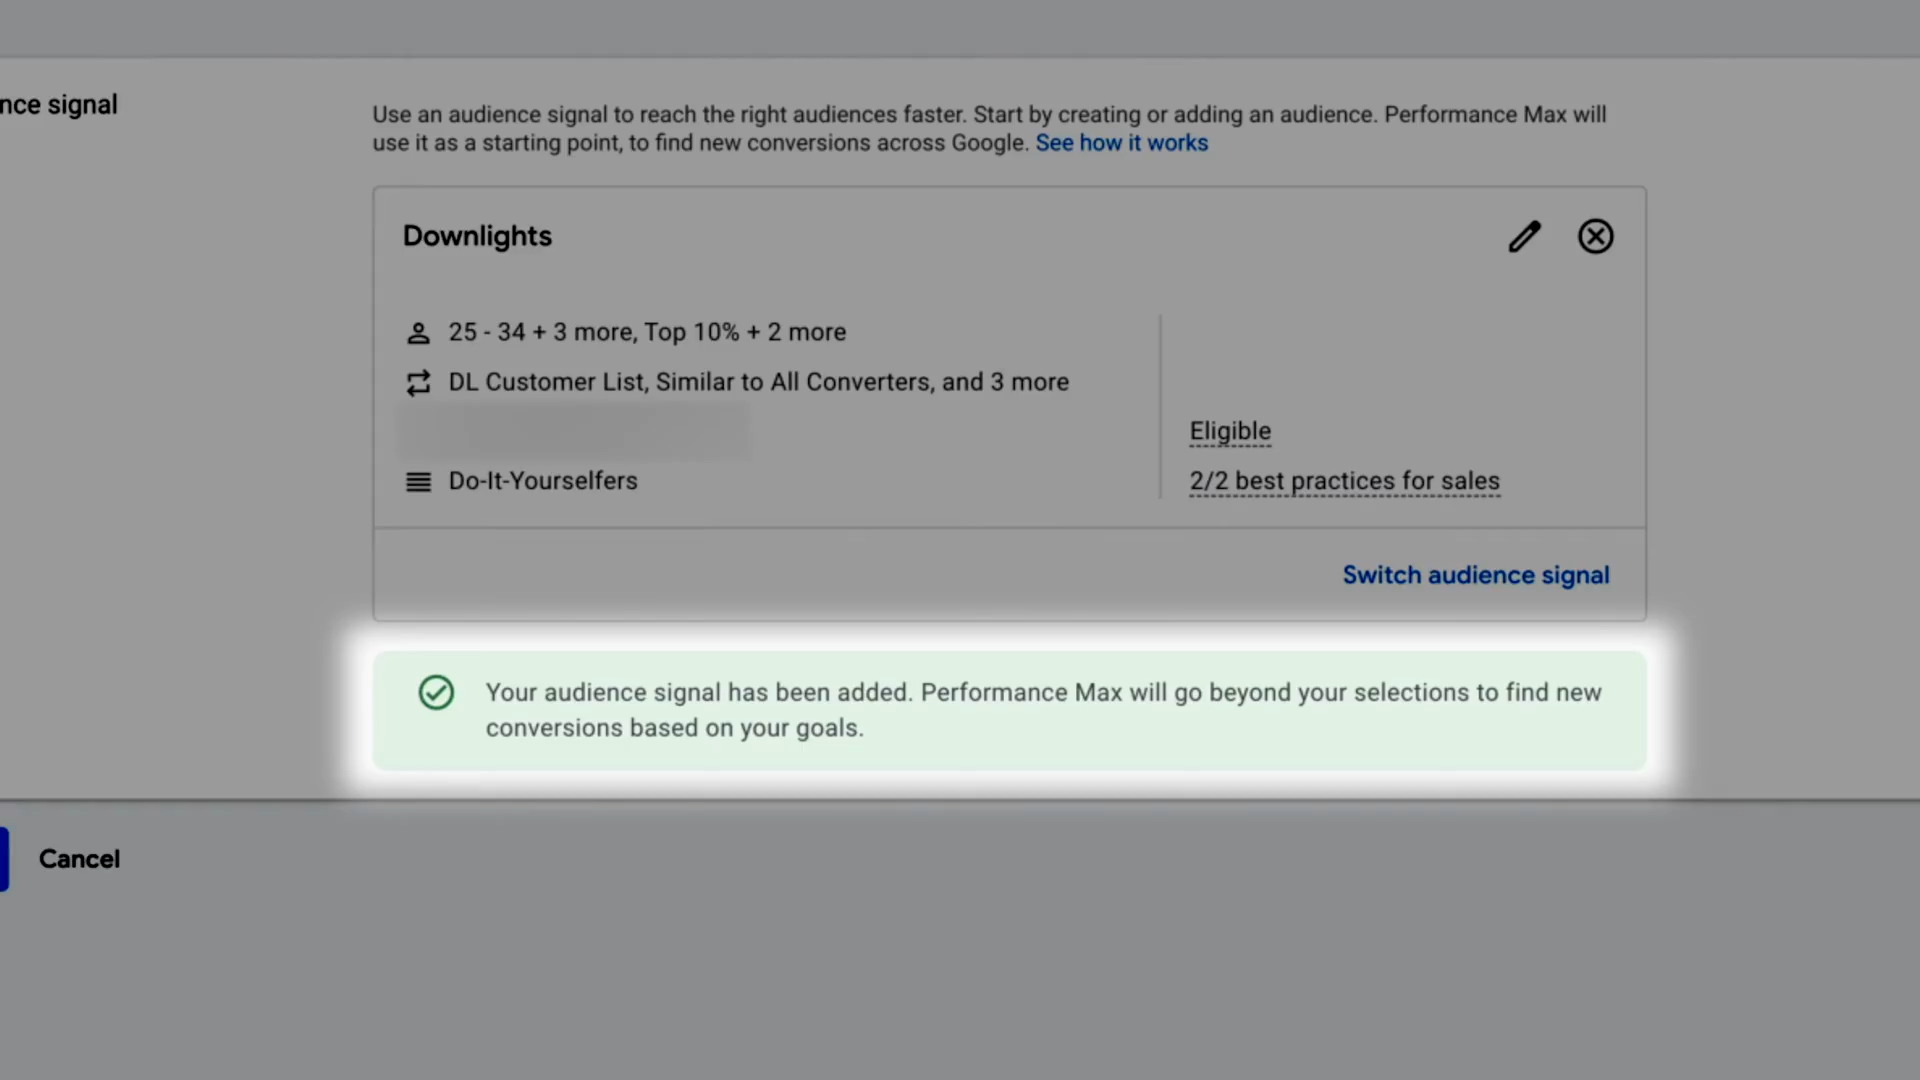 nce signal
Use an audience signal to reach the right audiences faster. Start by creating or adding an audience. Performance Max will
use it as a starting point, to find new conversions across Google. See how it works
Downlights
25 - 34 + 3 more, Top 10% + 2 more
DL Customer List, Similar to All Converters, and 3 more
Eligible
Do-It-Yourselfers
2/2 best practices for sales
Switch audience signal
Your audience signal has been added. Performance Max will go beyond your selections to find new
conversions based on your goals.
Cancel